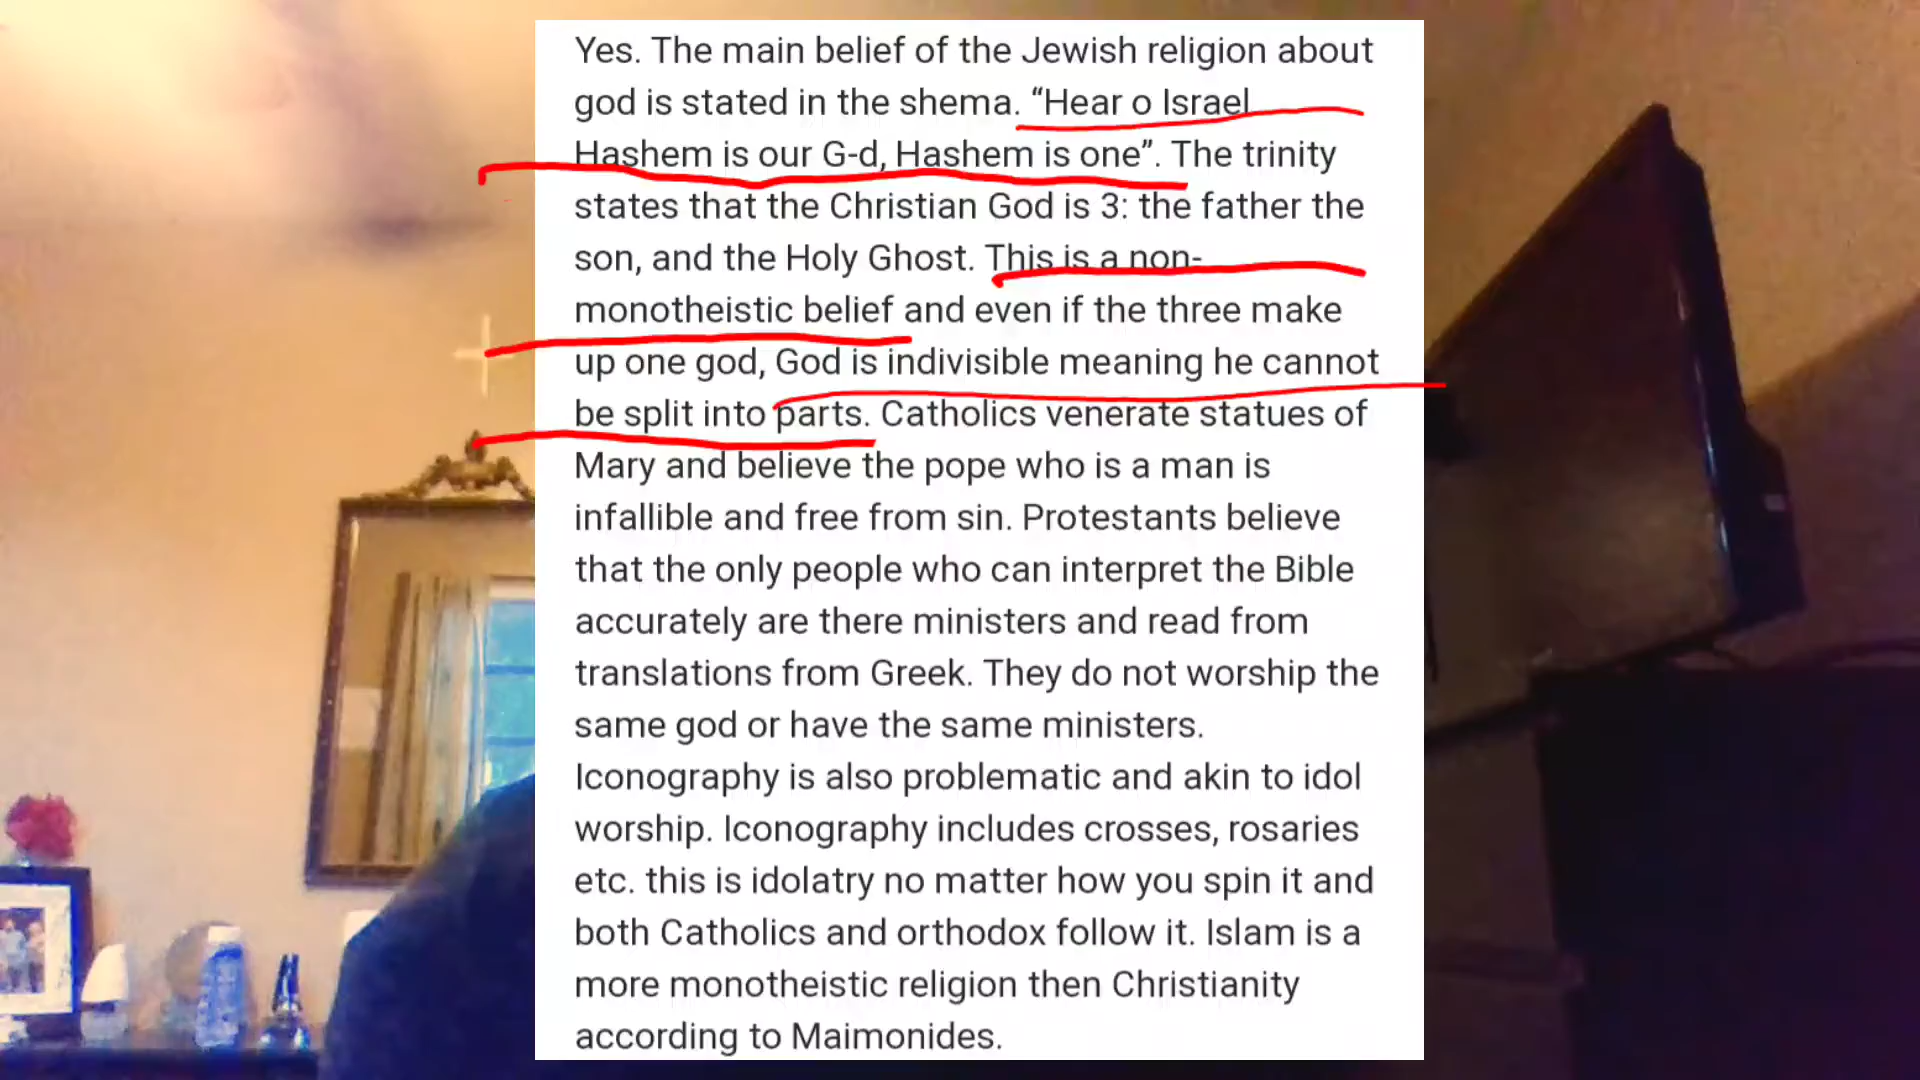 Yes. The main belief of the Jewish religion about
god is stated in the shema. “Hear o Israel
Hashem is our G-d, Hashem is one”. The trinity
states that the Christian God is 3: the father the
son, and the Holy Ghost. This is a non-
monotheistic belief and even if the three make
up one god, God is indivisible meaning he cannot
be split into parts. Catholics venerate statues of
Mary and believe the pope who is a man is
infallible and free from sin. Protestants believe
that the only people who can interpret the Bible
accurately are there ministers and read from
translations from Greek. They do not worship the
same god or have the same ministers.
Iconography is also problematic and akin to idol
worship. Iconography includes crosses, rosaries
etc. this is idolatry no matter how you spin it and
both Catholics and orthodox follow it. Islam is a
more monotheistic religion then Christianity
according to Maimonides.